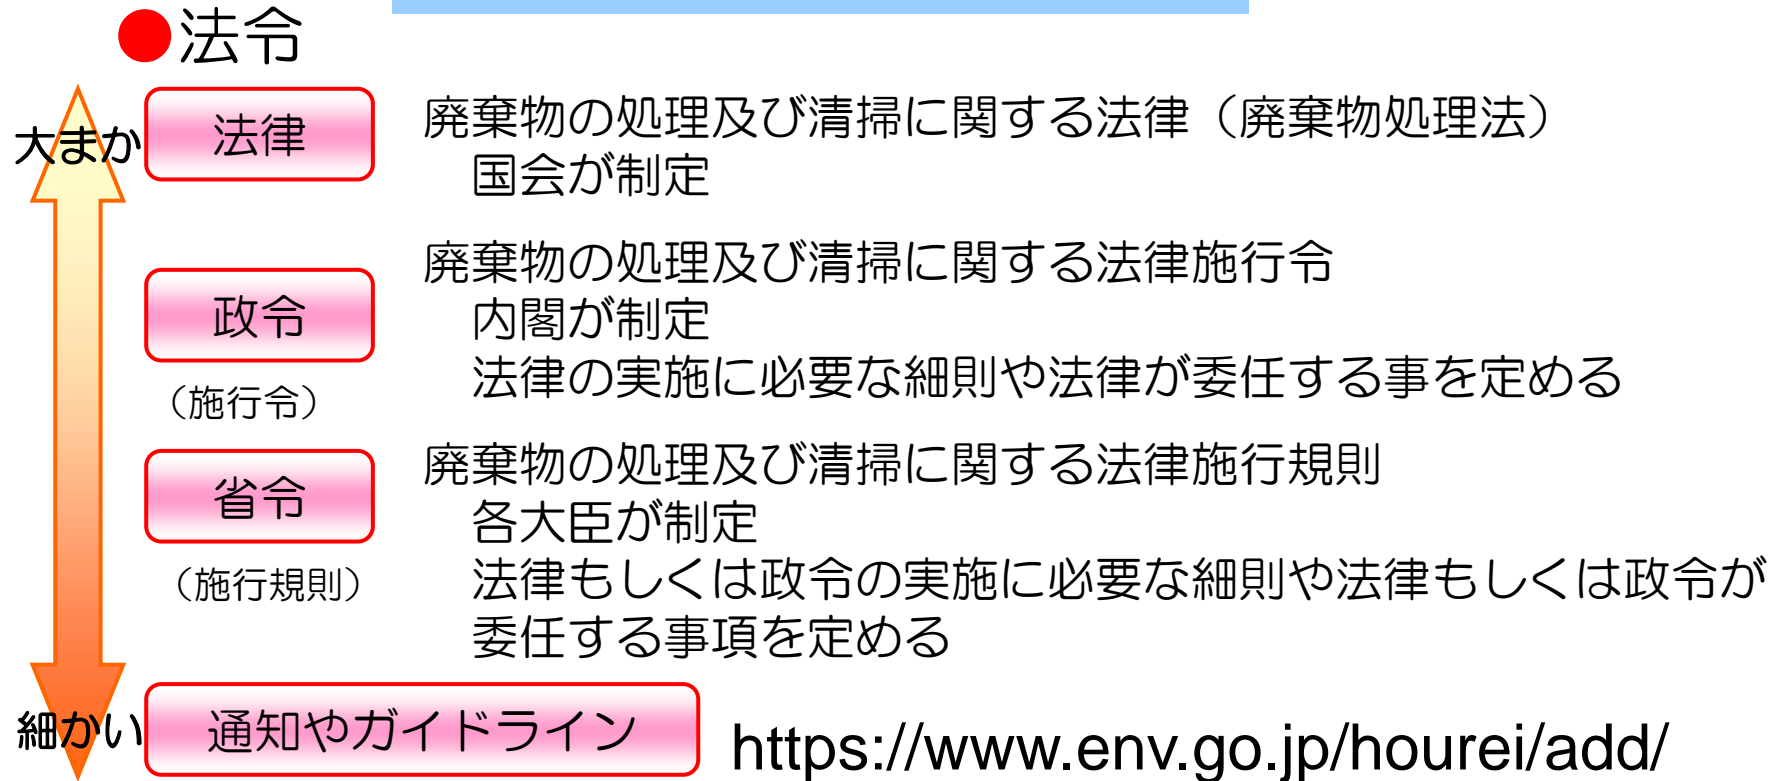 ●法令
大まか
法律
廃棄物の処理及び清掃に関する法律（廃棄物処理法）
国会が制定
政令
（施行令）
廃棄物の処理及び清掃に関する法律施行令
内閣が制定
法律の実施に必要な細則や法律が委任する事を定める
省令
（施行規則）
廃棄物の処理及び清掃に関する法律施行規則
各大臣が制定
法律もしくは政令の実施に必要な細則や法律もしくは政令が
委任する事項を定める
細かい
通知やガイドライン
https://www.env.go.jp/hourei/add/